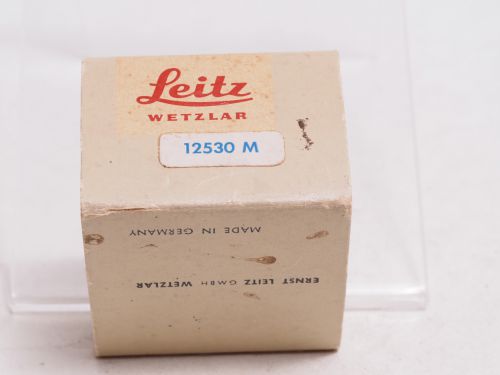 Leitz
WETZLAR
12530 M
MADE IN GERMANY
ERNST LEITZ GMBH WETZLAR